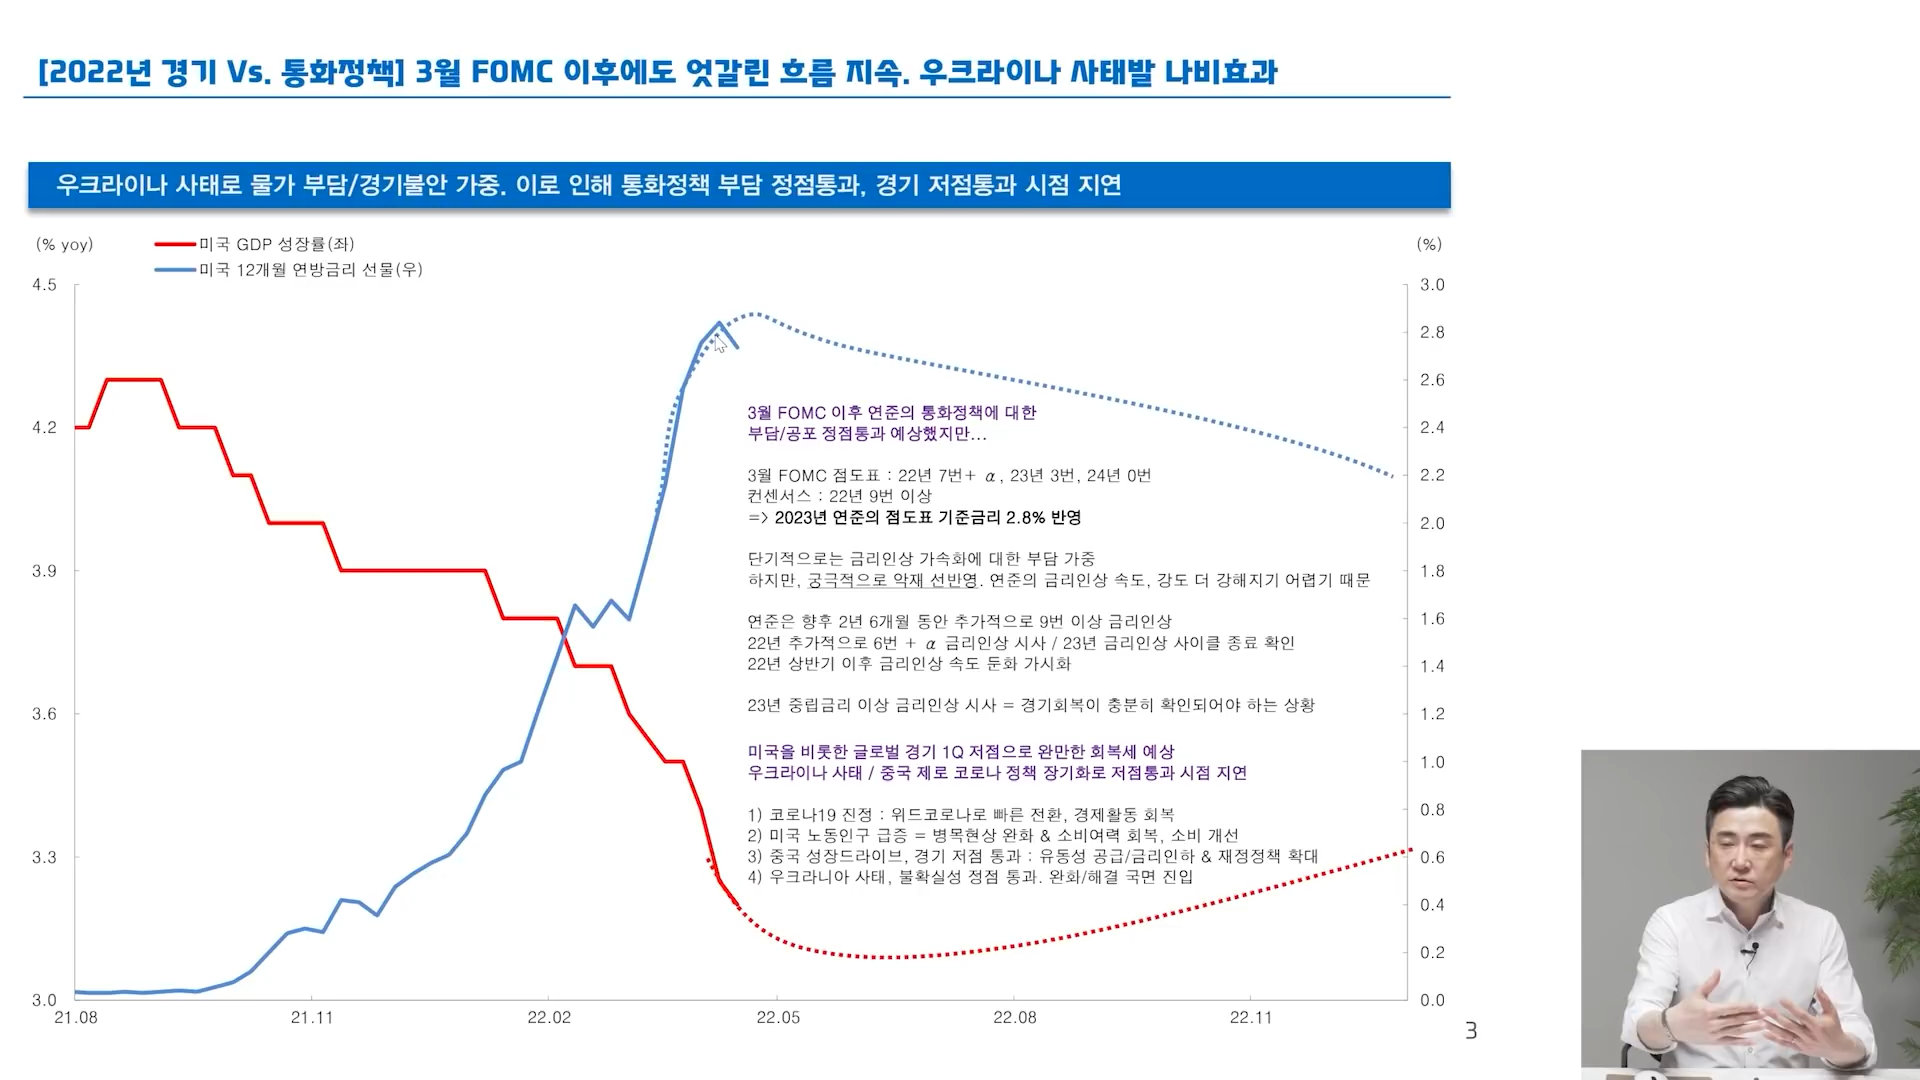 [2022년 경기 Vs. 통화정책] 3월 FOMC 이후에도 엇갈린 흐름 지속. 우크라이나 사태발 나비효과
우크라이나 사태로 물가 부담/경기불안 가중. 이로 인해 통화정책 부담 정점통과, 경기 저점통과 시점 지연
(% yoy)
미국 GDP 성장률(좌)
미국 12개월 연방금리 선물(우)
(%)
4.5
4.2
3.9
3.6
3.3
3.0
3.0
2.8
2.6
2.4
2.2
2.0
1.8
1.6
1.4
1.2
1.0
0.8
0.6
0.4
0.2
0.0
3월 FOMC 이후 연준의 통화정책에 대한
부담/공포 정점통과 예상했지만...
3월 FOMC 점도표 : 22년 7번+ α, 23년 3번, 24년 0번
컨센서스 : 22년 9번 이상
=> 2023년 연준의 점도표 기준금리 2.8% 반영
단기적으로는 금리인상 가속화에 대한 부담 가중
하지만, 궁극적으로 악재 선반영. 연준의 금리인상 속도, 강도 더 강해지기 어렵기 때문
연준은 향후 2년 6개월 동안 추가적으로 9번 이상 금리인상
22년 추가적으로 6번 + α 금리인상 시사 / 23년 금리인상 사이클 종료 확인
22년 상반기 이후 금리인상 속도 둔화 가시화
23년 중립금리 이상 금리인상 시사 = 경기회복이 충분히 확인되어야 하는 상황
미국을 비롯한 글로벌 경기 1Q 저점으로 완만한 회복세 예상
우크라이나 사태 / 중국 제로 코로나 정책 장기화로 저점통과 시점 지연
1) 코로나19 진정 : 위드코로나로 빠른 전환, 경제활동 회복
2) 미국 노동인구 급증 = 병목현상 완화 & 소비여력 회복, 소비 개선
3) 중국 성장드라이브, 경기 저점 통과 : 유동성 공급/금리인하 & 재정정책 확대
4) 우크라니아 사태, 불확실성 정점 통과. 완화/해결 국면 진입
21.08
21.11
22.02
22.05
22.08
22.11
3